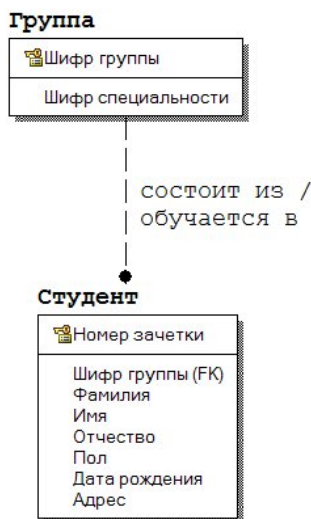 Группа
Шифр группы
Шифр специальности
состоит из /
обучается в
Студент
Номер зачетки
Шифр группы (FK)
Фамилия
Имя
Отчество
Пол
Дата рождения
Адрес